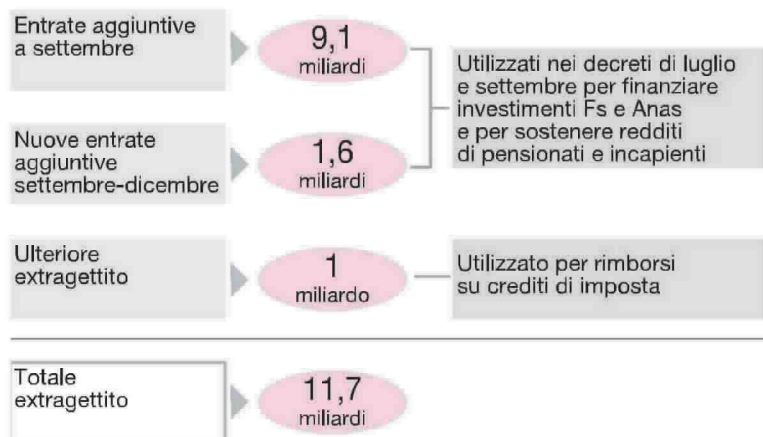 Entrate aggiuntive
a settembre
9,1
miliardi
Utilizzati nei decreti di luglio
e settembre per finanziare
investimenti Fs e Anas
e per sostenere redditi
di pensionati e incapienti
Nuove entrate
aggiuntive
settembre-dicembre
1,6
miliardi
Ulteriore
extragettito
1
miliardo
Utilizzato per rimborsi
su crediti di imposta
Totale
extragettito
11,7
miliardi